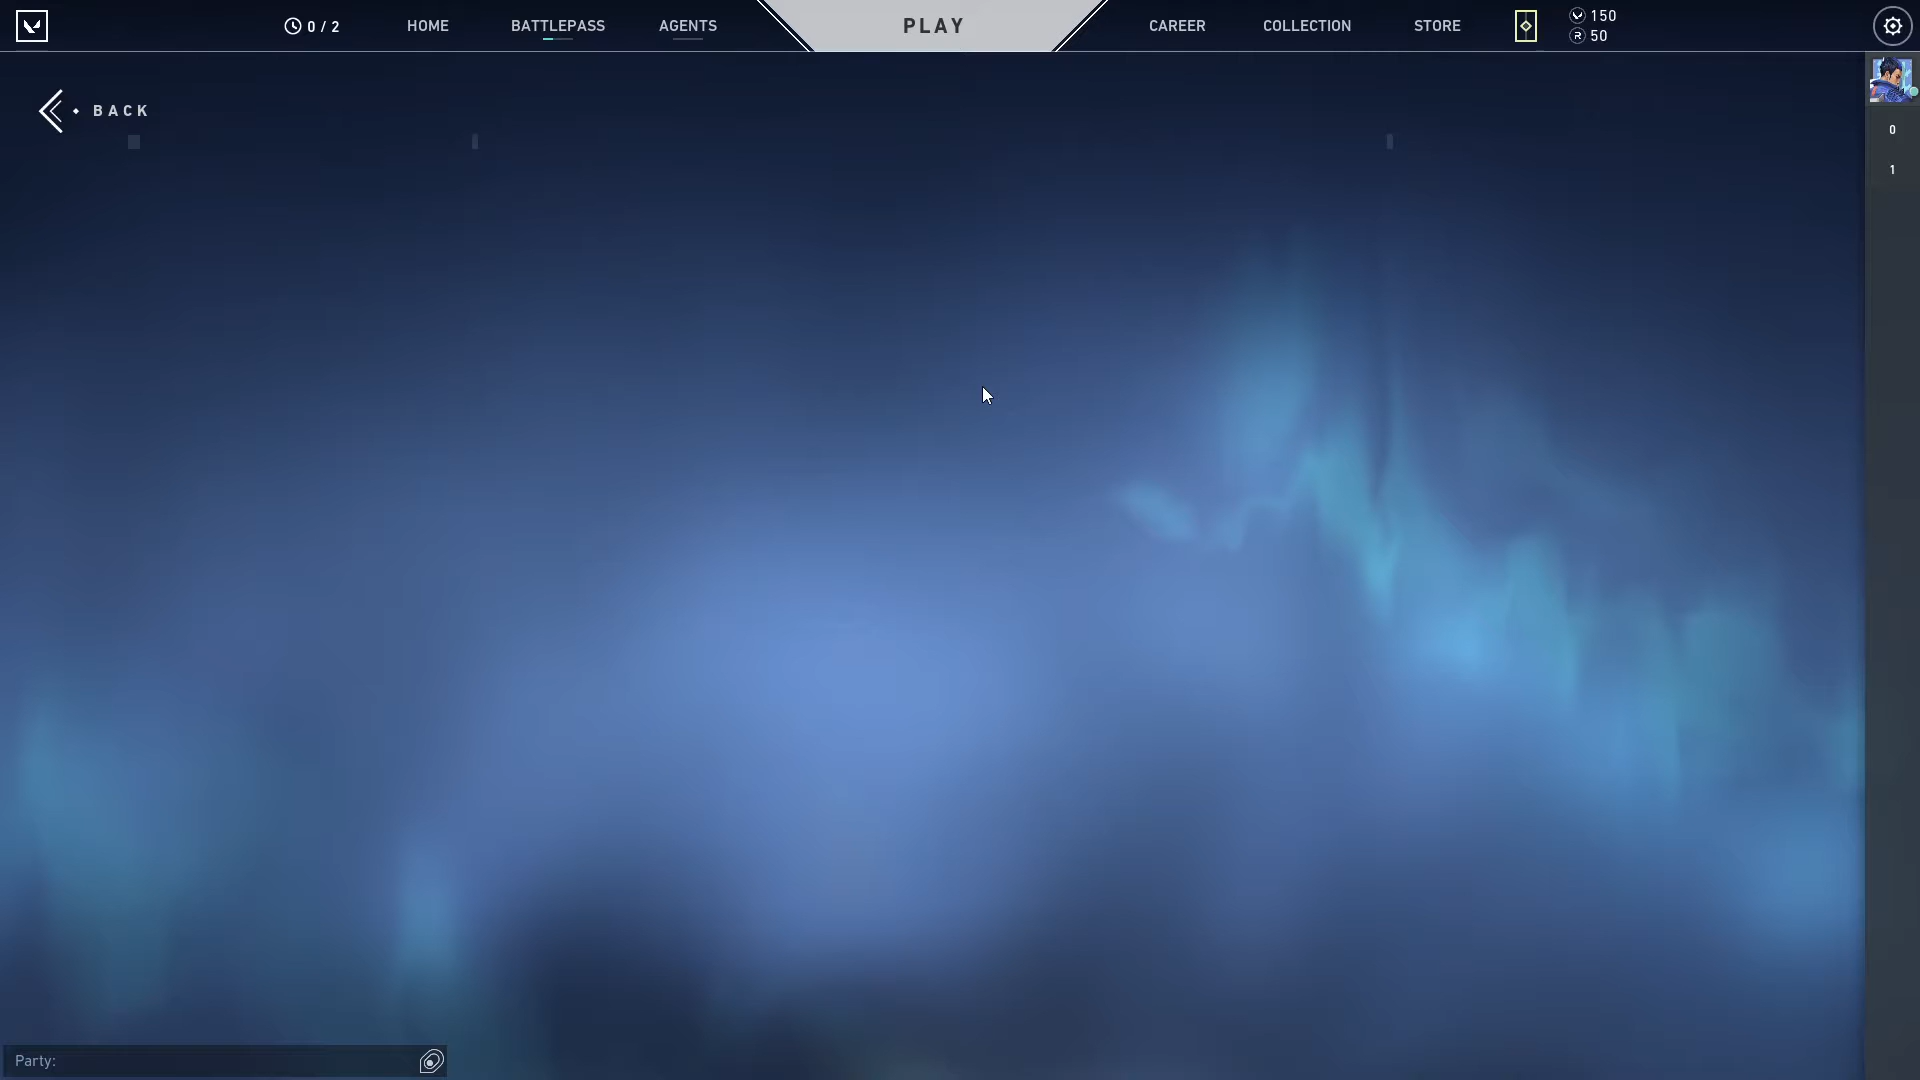 0 / 2
HOME
BATTLEPASS
AGENTS
PLAY
CAREER
COLLECTION
STORE
150
R 50
BACK
0
1
Party: